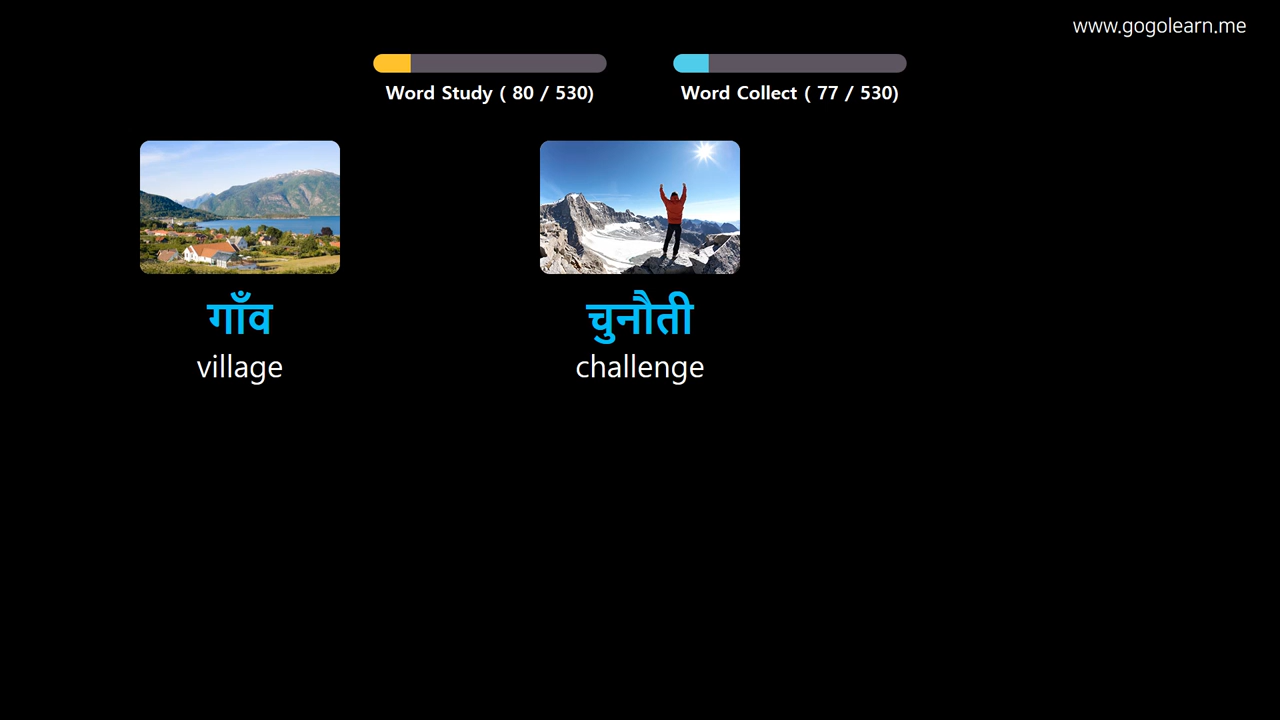 www.gogolearn.me
Word Study ( 80 / 530)
Word Collect ( 77 / 530)
गाँव
village
चुनौती
challenge